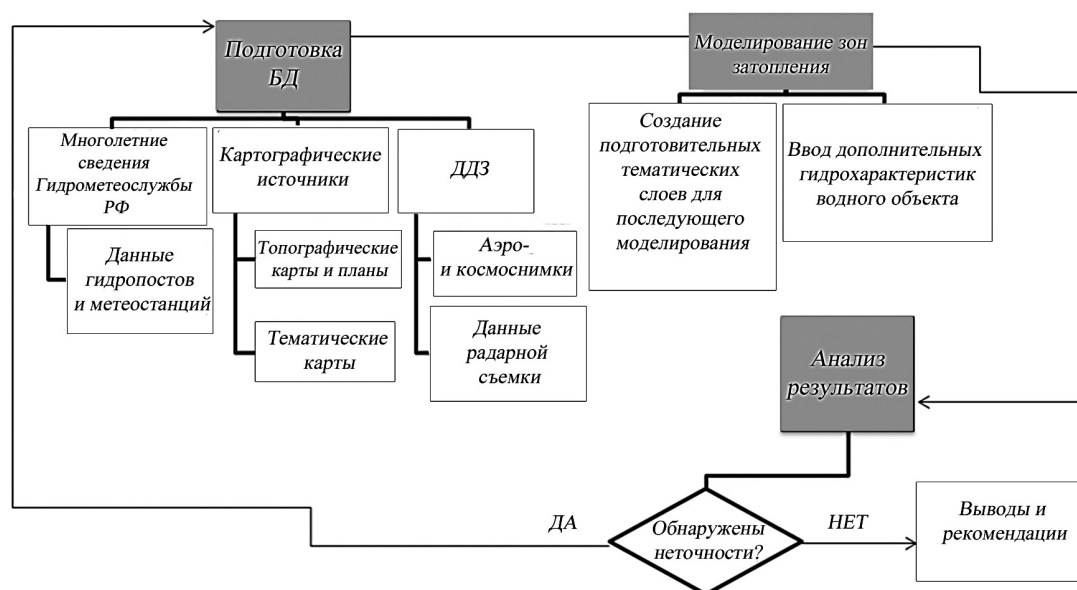 Подготовка
БД
Моделирование зон
затопления
Многолетние
сведения
Гидрометеослужбы
РФ
Картографические
источники
ДДЗ
Создание
подготовительных
тематических
слоев для
последующего
моделирования
Ввод дополнительных
гидрохарактеристик
водного объекта
Данные
гидропостов
и метеостанций
Топографические
карты и планы
Аэро-
и космоснимки
Тематические
карты
Данные
радарной
съемки
Анализ
результатов
ДА
Обнаружены
неточности?
НЕТ
Выводы и
рекомендации